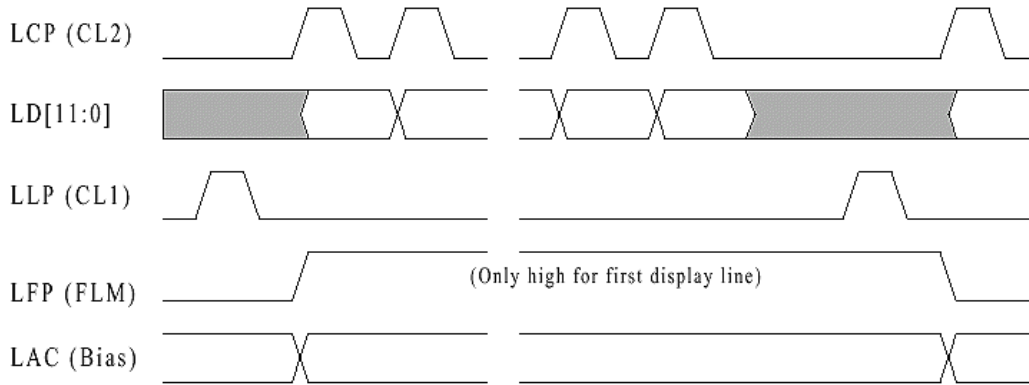 LCP (CL2)
LD[11:0]
LLP (CL1)
(Only high for first display line)
LFP (FLM)
LAC (Bias)